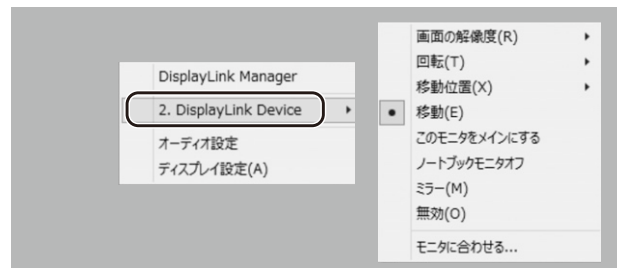 DisplayLink Manager
2. DisplayLink Device
オーディオ設定
ディスプレイ設定(A)
画面の解像度(R)
回転(T)
移動位置(X)
移動(E)
このモニタをメインにする
ノートブックモニタオフ
ミラー(M)
無効(O)
モニタに合わせる...